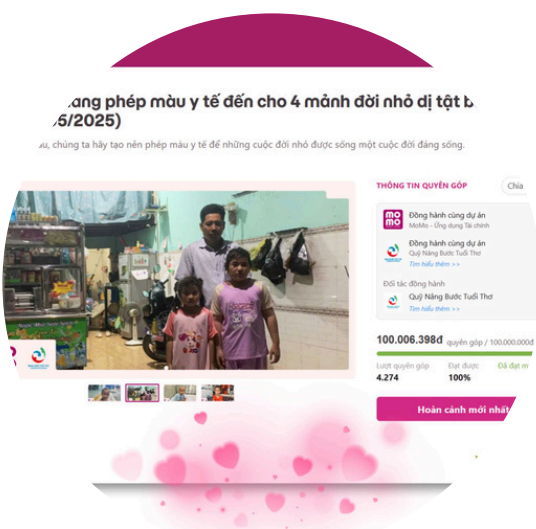 phép màu y tế đến cho 4 mảnh đời nhỏ dị tật
5/2025)
chúng ta hãy tạo nên phép màu y tế để những cuộc đời nhỏ được sống một cuộc đời đáng sống.
THÔNG TIN QUYÊN GÓP
Chia
mo
mo
Đồng hành cùng dự án
MoMo - Ứng dụng Tài chính
Đồng hành cùng dự án
Quỹ Nâng Bước Tuổi Thơ
Tìm hiểu thêm >>
Đối tác đồng hành
Quỹ Nâng Bước Tuổi Thơ
Tìm hiểu thêm >>
100.006.398đ quyên góp / 100.000.000đ
Lượt quyên góp Đạt được Đã đạt m
4.274 100%
Hoàn cảnh mới nhất